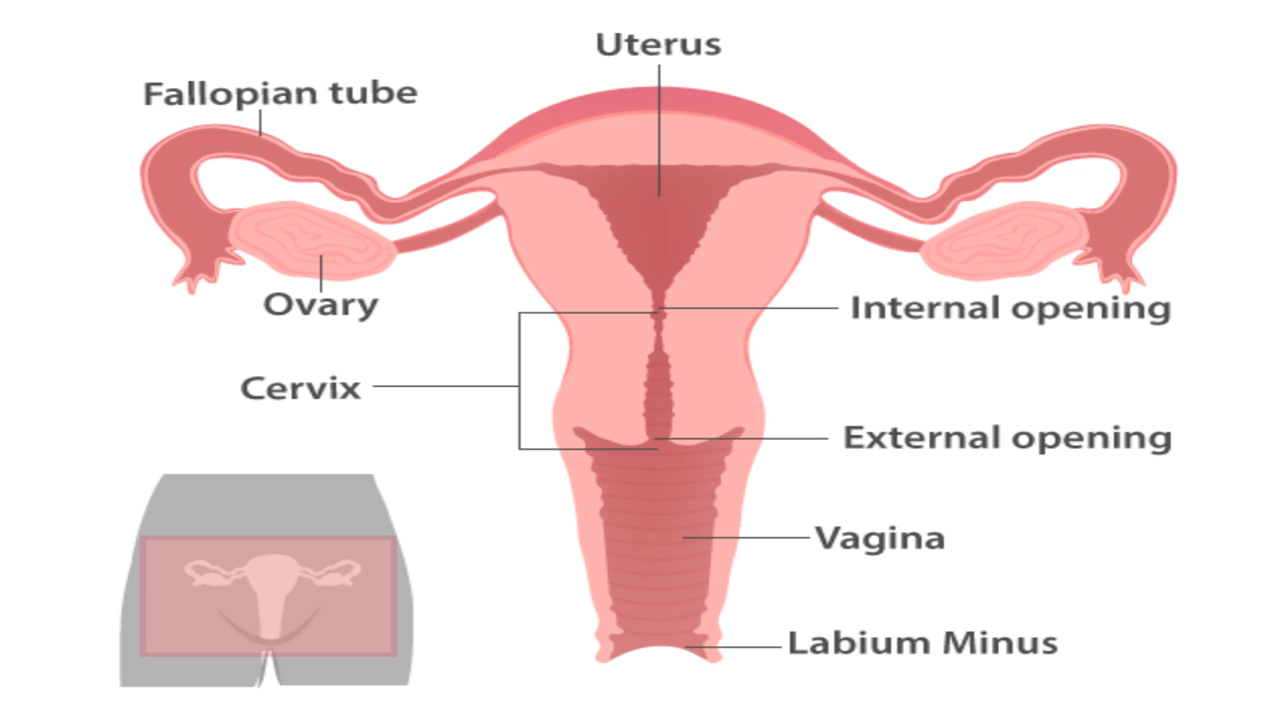 Uterus
Fallopian tube
Ovary
Internal opening
Cervix
External opening
Vagina
Labium Minus